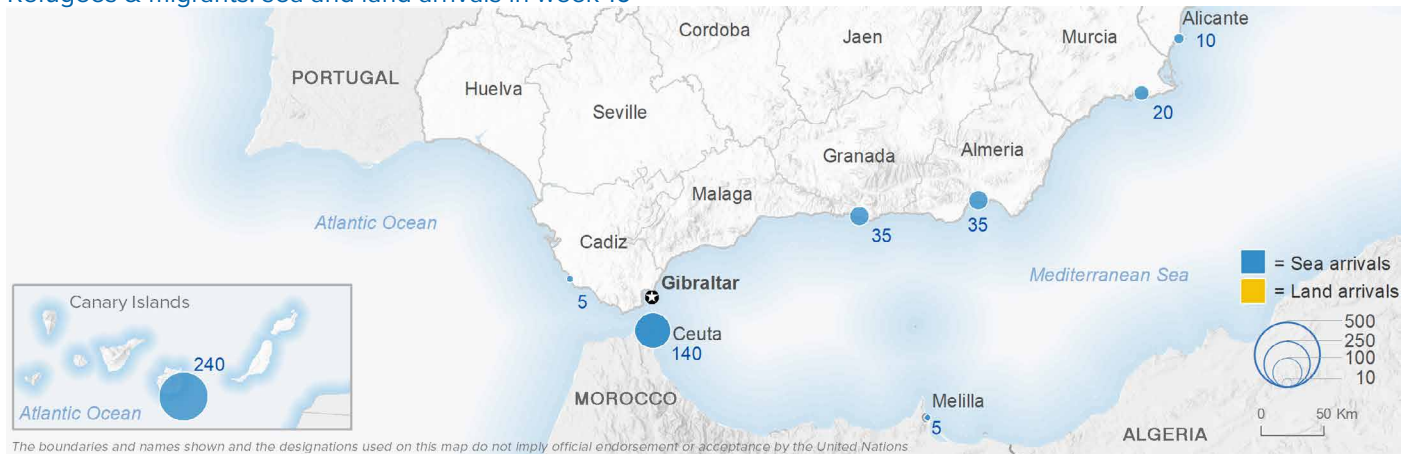 Alicante
10
Cordoba
Jaen
Murcia
PORTUGAL
Huelva
Seville
20
Granada
Almeria
Malaga
Atlantic Ocean
35
35
Cadiz
Mediterranean Sea
= Sea arrivals
= Land arrivals
Gibraltar
5
Canary Islands
Ceuta
140
240
Atlantic Ocean
500
250
100
10
MOROCCO
Melilla
5
0 50 Km
ALGERIA
The boundaries and names shown and the designations used on this map do not imply official endorsement or acceptance by the United Nations